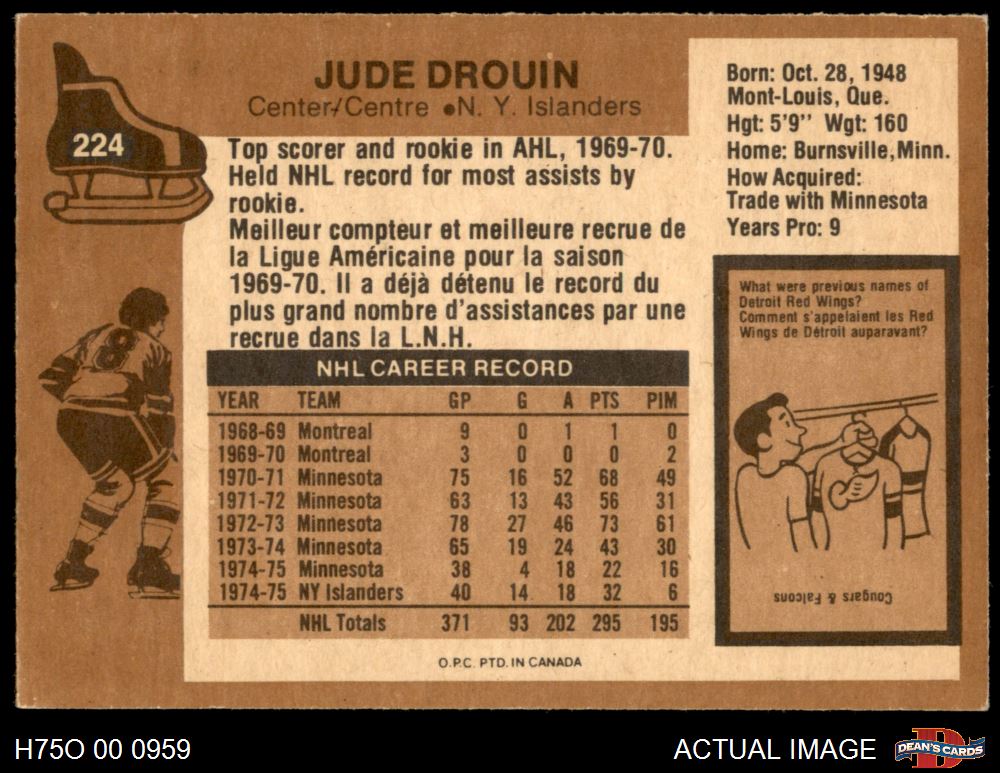 224
JUDE DROUIN
Center/Centre ●N. Y. Islanders
Top scorer and rookie in AHL, 1969-70.
Held NHL record for most assists by
rookie.
Meilleur compteur et meilleure recrue de
la Ligue Américaine pour la saison
1969-70. Il a déjà détenu le record du
plus grand nombre d'assistances par une
recrue dans la L.N.H.
Born: Oct. 28, 1948
Mont-Louis, Que.
Hgt: 5'9'' Wgt: 160
Home: Burnsville, Minn.
How Acquired:
Trade with Minnesota
Years Pro: 9
8
NHL CAREER RECORD
YEAR TEAM GP G A PTS PIM
1968-69 Montreal 9 0 1 1 0
1969-70 Montreal 3 0 0 0 2
1970-71 Minnesota 75 16 52 68 49
1971-72 Minnesota 63 13 43 56 31
1972-73 Minnesota 78 27 46 73 61
1973-74 Minnesota 65 19 24 43 30
1974-75 Minnesota 38 4 18 22 16
1974-75 NY Islanders 40 14 18 32 6
NHL Totals 371 93 202 295 195
What were previous names of
Detroit Red Wings?
Comment s'appelaient les Red
Wings de Détroit auparavant?
Cougars & Falcons
O.P.C. PTD. IN CANADA
H75O 00 0959
ACTUAL IMAGE
D
DEAN'S CARDS